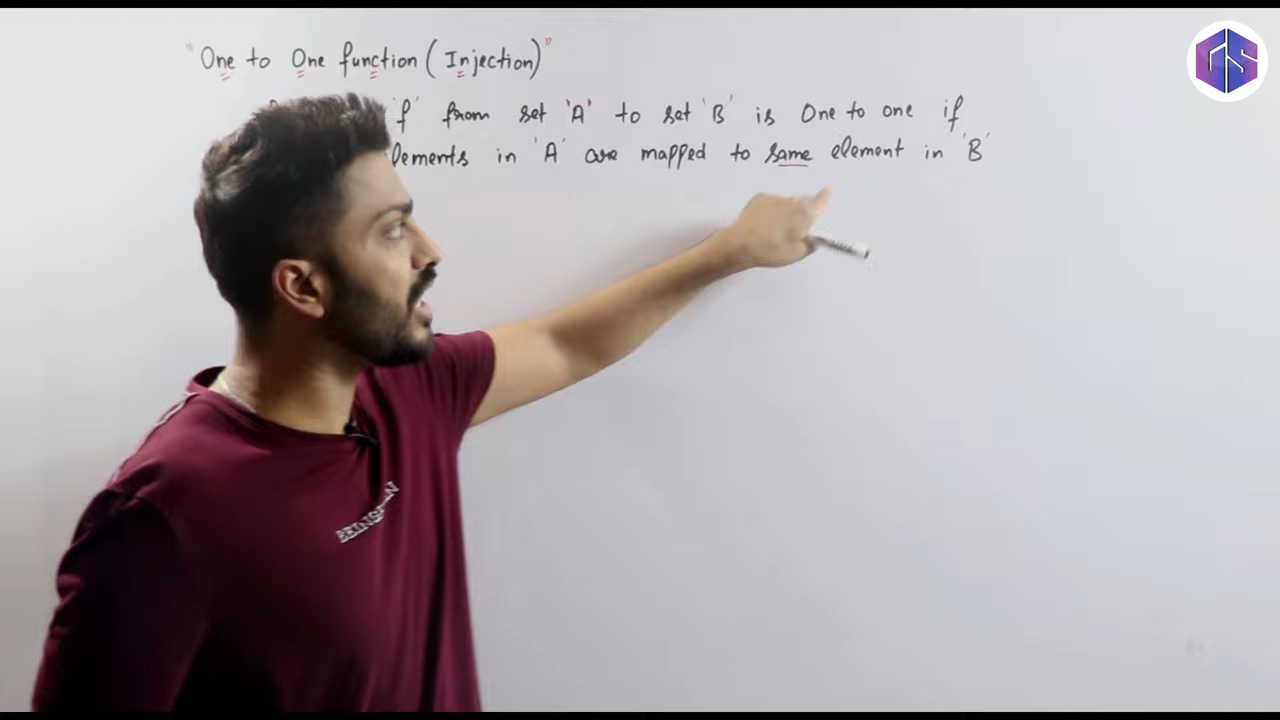 "One to One function (Injection)"
'f' from set 'A' to set 'B' is One to one if
elements in 'A' are mapped to same element in 'B'
GS